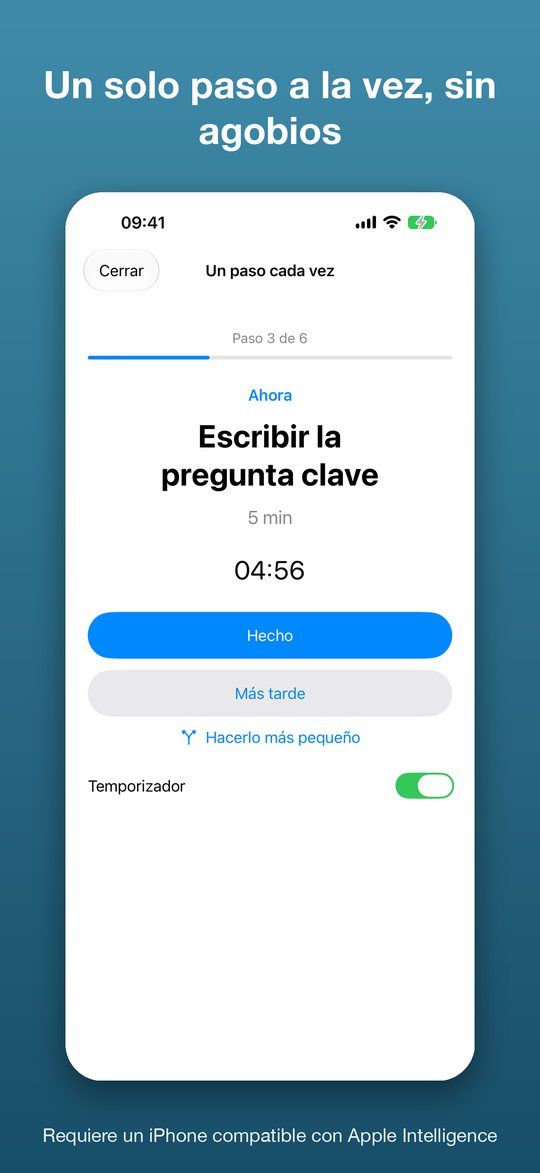 Un solo paso a la vez, sin
agobios
09:41
Cerrar
Un paso cada vez
Paso 3 de 6
Ahora
Escribir la
pregunta clave
5 min
04:56
Hecho
Más tarde
Hacerlo más pequeño
Temporizador
Requiere un iPhone compatible con Apple Intelligence